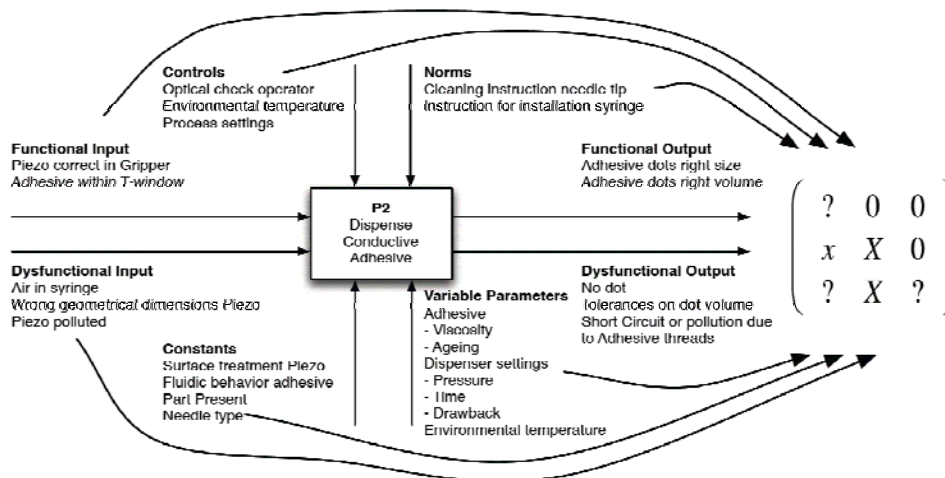 Controls
Optical check operator
Environmental temperature
Process settings
Norms
Cleaning Instruction needle tip
Instruction for installation syringe
Functional Input
Piezo correct in Gripper
Adhesive within T-window
Functional Output
Adhesive dots right size
Adhesive dots right volume
P2
Dispense
Conductive
Adhesive
? 0 0
x X 0
? X ?
Dysfunctional Input
Air in syringe
Wrong geometrical dimensions Piezo
Piezo polluted
Dysfunctional Output
No dot
Tolerances on dot volume
Short Circuit or pollution due
to Adhesive threads
Constants
Surface treatment Piezo
Fluidic behavior adhesive
Part Present
Needle type
Variable Parameters
Adhesive
- Viscosity
- Ageing
Dispenser settings
- Pressure
- Time
- Drawback
Environmental temperature